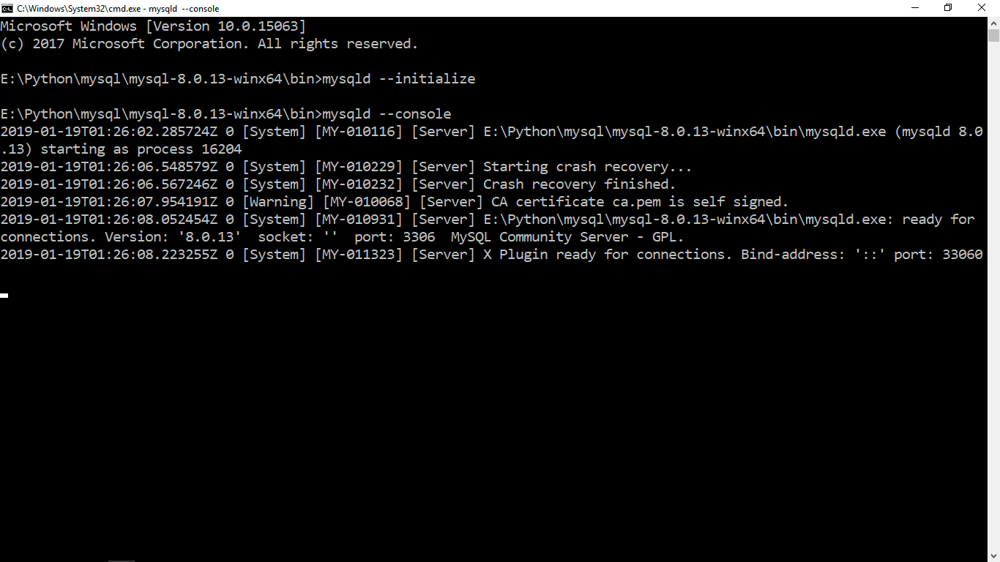 C:\Windows\System32\cmd.exe - mysqld  --console
Microsoft Windows [Version 10.0.15063]
(c) 2017 Microsoft Corporation. All rights reserved.
E:\Python\mysql\mysql-8.0.13-winx64\bin>mysqld --initialize
E:\Python\mysql\mysql-8.0.13-winx64\bin>mysqld --console
2019-01-19T01:26:02.285724Z 0 [System] [MY-010116] [Server] E:\Python\mysql\mysql-8.0.13-winx64\bin\mysqld.exe (mysqld 8.0
.13) starting as process 16204
2019-01-19T01:26:06.548579Z 0 [System] [MY-010229] [Server] Starting crash recovery...
2019-01-19T01:26:06.567246Z 0 [System] [MY-010232] [Server] Crash recovery finished.
2019-01-19T01:26:07.954191Z 0 [Warning] [MY-010068] [Server] CA certificate ca.pem is self signed.
2019-01-19T01:26:08.052454Z 0 [System] [MY-010931] [Server] E:\Python\mysql\mysql-8.0.13-winx64\bin\mysqld.exe: ready for
connections. Version: '8.0.13'  socket: ''  port: 3306  MySQL Community Server - GPL.
2019-01-19T01:26:08.223255Z 0 [System] [MY-011323] [Server] X Plugin ready for connections. Bind-address: '::' port: 33060